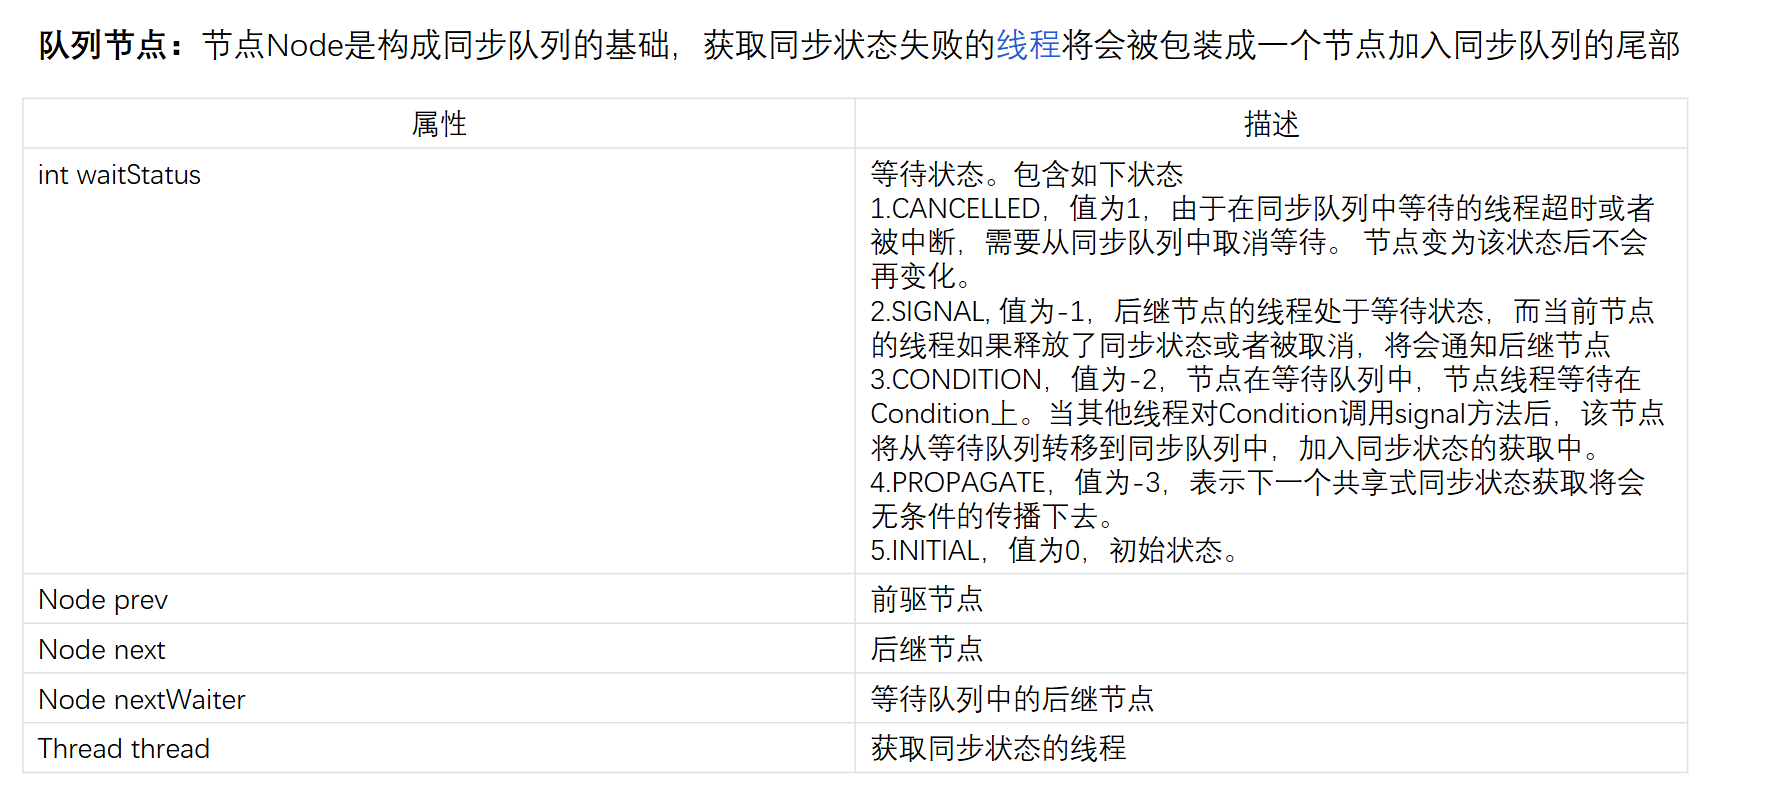 队列节点：节点Node是构成同步队列的基础，获取同步状态失败的线程将会被包装成一个节点加入同步队列的尾部
属性
描述
int waitStatus
等待状态。包含如下状态
1.CANCELLED，值为1，由于在同步队列中等待的线程超时或者
被中断，需要从同步队列中取消等待。 节点变为该状态后不会
再变化。
2.SIGNAL, 值为-1，后继节点的线程处于等待状态，而当前节点
的线程如果释放了同步状态或者被取消，将会通知后继节点
3.CONDITION，值为-2，节点在等待队列中，节点线程等待在
Condition上。当其他线程对Condition调用signal方法后，该节点
将从等待队列转移到同步队列中，加入同步状态的获取中。
4.PROPAGATE，值为-3，表示下一个共享式同步状态获取将会
无条件的传播下去。
5.INITIAL，值为0，初始状态。
Node prev
前驱节点
Node next
后继节点
Node nextWaiter
等待队列中的后继节点
Thread thread
获取同步状态的线程